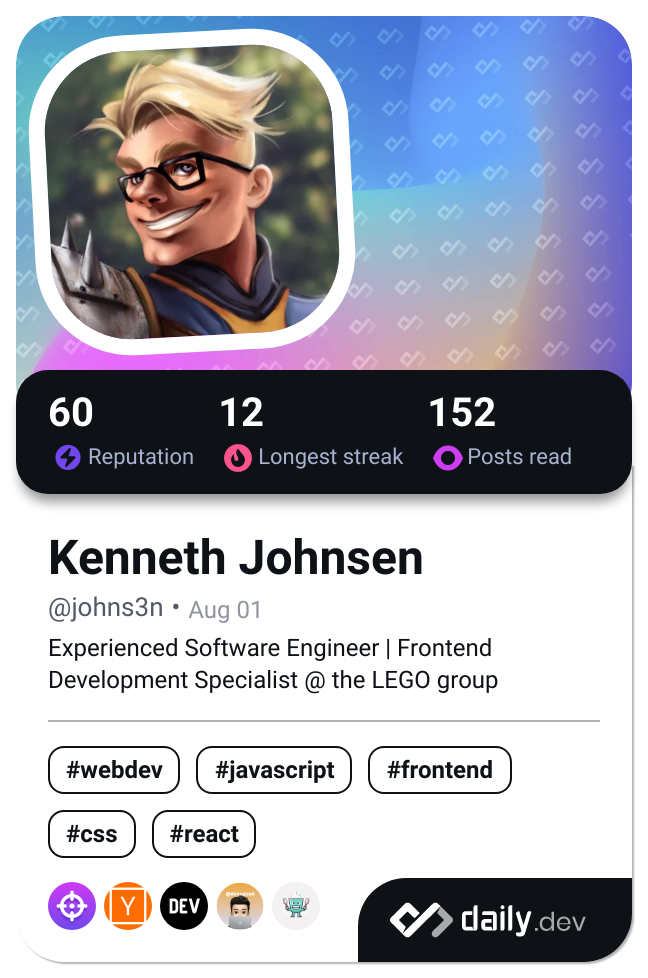 60 12 152
Reputation Longest streak Posts read
Kenneth Johnsen
@johns3n • Aug 01
Experienced Software Engineer | Frontend
Development Specialist @ the LEGO group
#webdev #javascript #frontend
#css #react
Y DEV
daily.dev